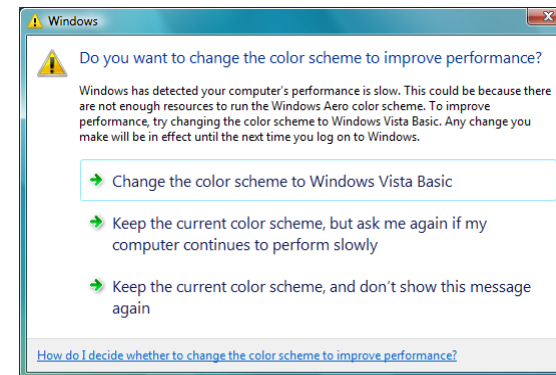 Windows
Do you want to change the color scheme to improve performance?
Windows has detected your computer's performance is slow. This could be because there
are not enough resources to run the Windows Aero color scheme. To improve
performance, try changing the color scheme to Windows Vista Basic. Any change you
make will be in effect until the next time you log on to Windows.
Change the color scheme to Windows Vista Basic
Keep the current color scheme, but ask me again if my
computer continues to perform slowly
Keep the current color scheme, and don't show this message
again
How do I decide whether to change the color scheme to improve performance?